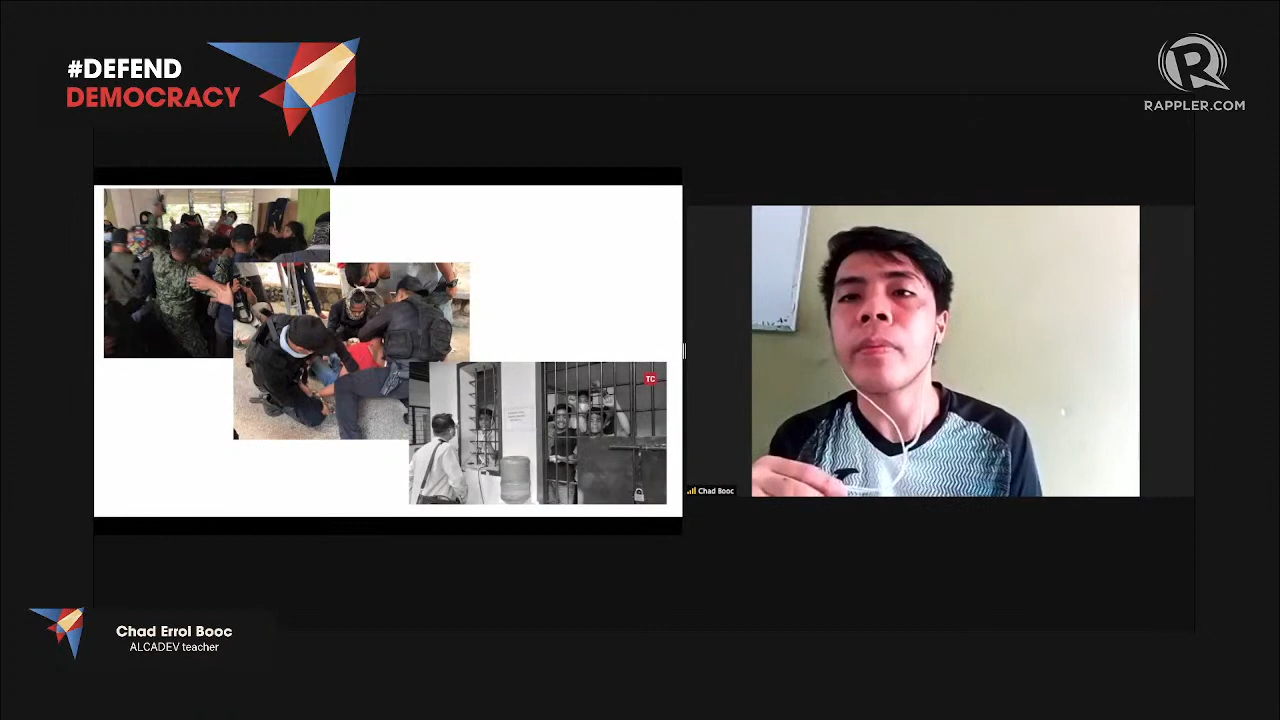 #DEFEND
DEMOCRACY
R
RAPPLER.COM
TC
Chad Booc
Chad Errol Booc
ALCADEV teacher